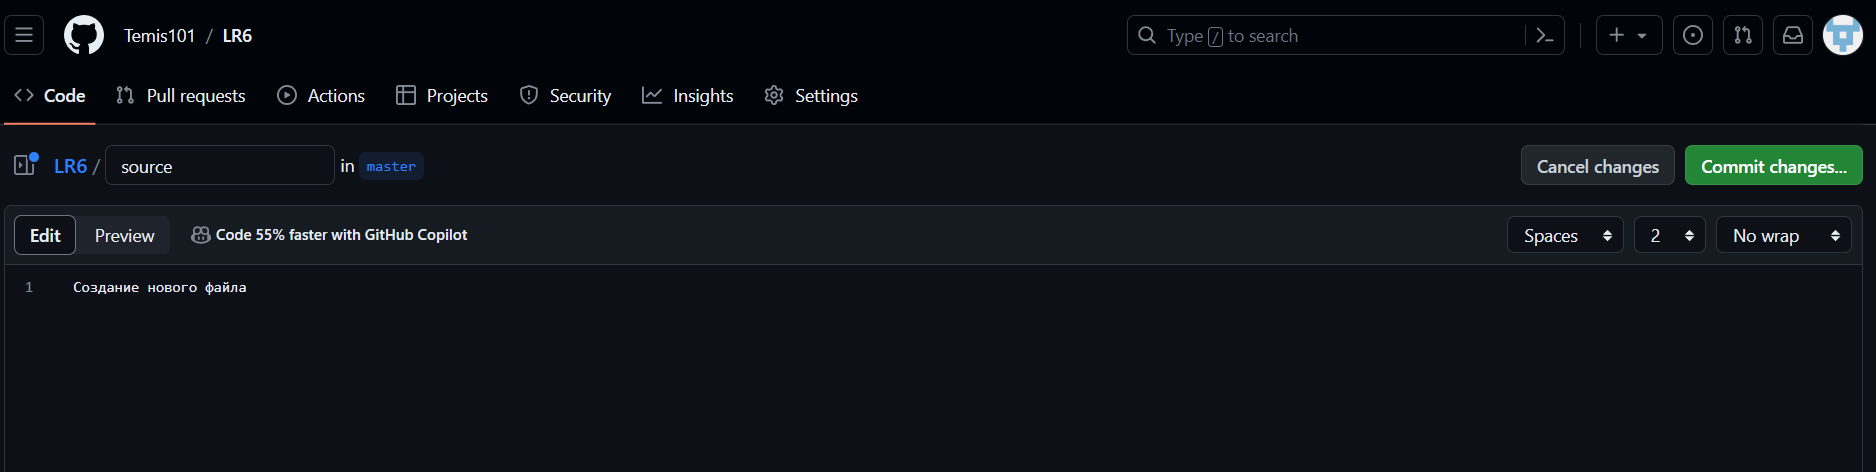 Temis101 / LR6
Type / to search
Code Pull requests Actions Projects Security Insights Settings
LR6 / source in master
Cancel changes Commit changes...
Edit Preview Code 55% faster with GitHub Copilot
Spaces 2 No wrap
1 Создание нового файла